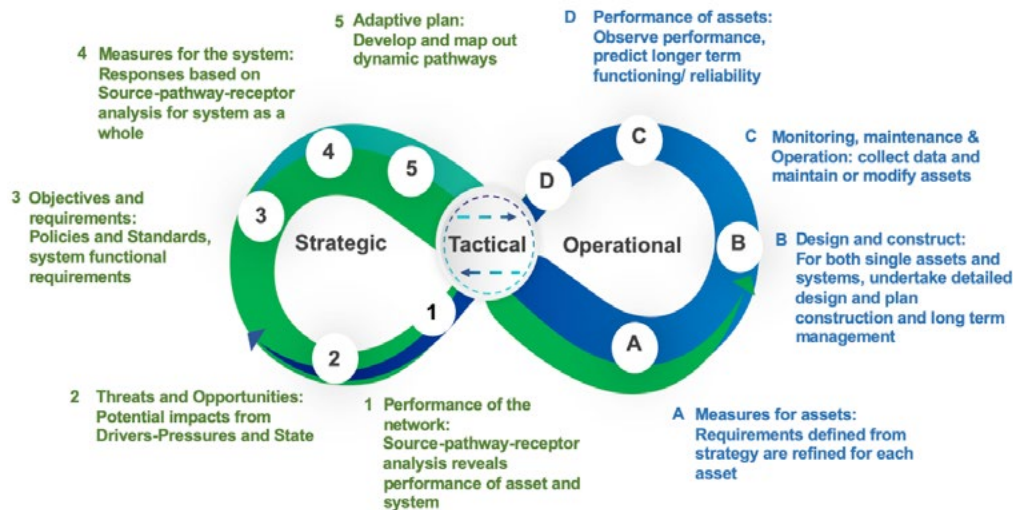 5 Adaptive plan:
Develop and map out
dynamic pathways
D Performance of assets:
Observe performance,
predict longer term
functioning/ reliability
4 Measures for the system:
Responses based on
Source-pathway-receptor
analysis for system as a
whole
C Monitoring, maintenance &
Operation: collect data and
maintain or modify assets
3 Objectives and
requirements:
Policies and Standards,
system functional
requirements
B Design and construct:
For both single assets and
systems, undertake detailed
design and plan
construction and long term
management
2 Threats and Opportunities:
Potential impacts from
Drivers-Pressures and State
1 Performance of the
network:
Source-pathway-receptor
analysis reveals
performance of asset and
system
A Measures for assets:
Requirements defined from
strategy are refined for each
asset
4
5
3
Strategic
1
2
Tactical
D
C
Operational
B
A